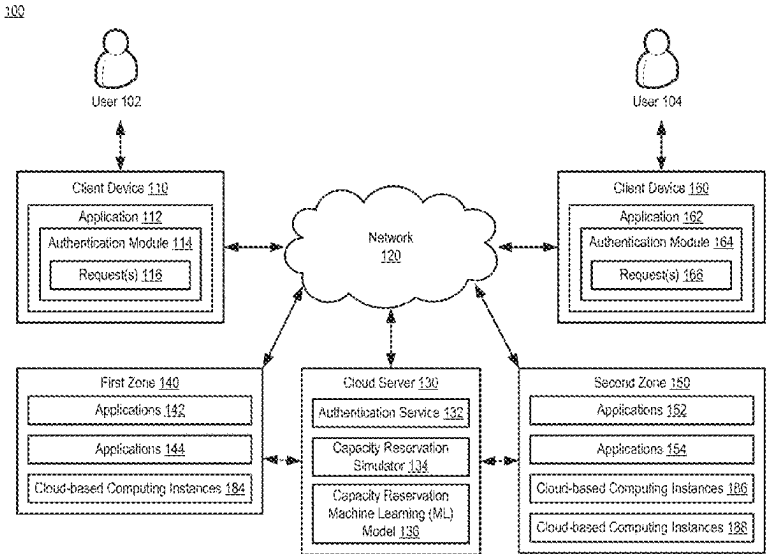 100
User 102
User 104
Client Device 110
Application 112
Authentication Module 114
Request(s) 116
Network
120
Client Device 160
Application 162
Authentication Module 164
Request(s) 166
First Zone 140
Applications 142
Applications 144
Cloud-based Computing Instances 184
Cloud Server 130
Authentication Service 132
Capacity Reservation
Simulator 134
Capacity Reservation
Machine Learning (ML)
Model 136
Second Zone 150
Applications 152
Applications 154
Cloud-based Computing Instances 186
Cloud-based Computing Instances 188